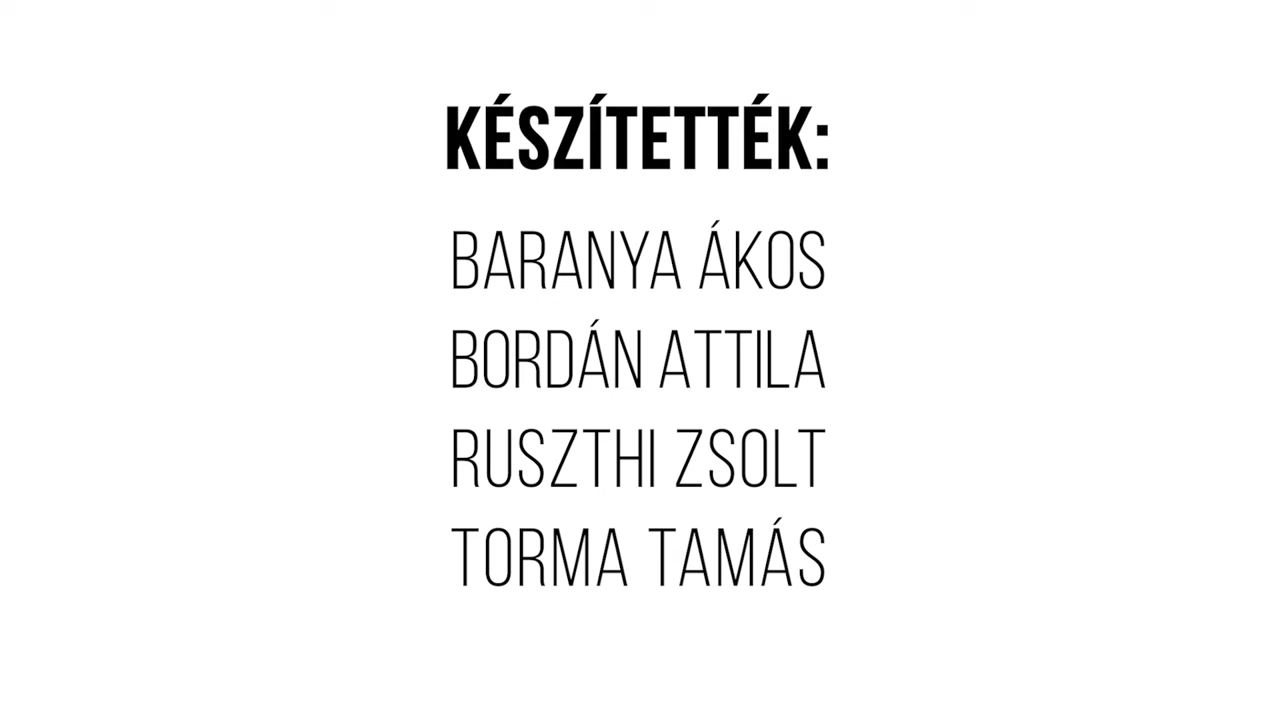 KÉSZÍTETTÉK:
BARANYA ÁKOS
BORDÁN ATTILA
RUSZTHI ZSOLT
TORMA TAMÁS